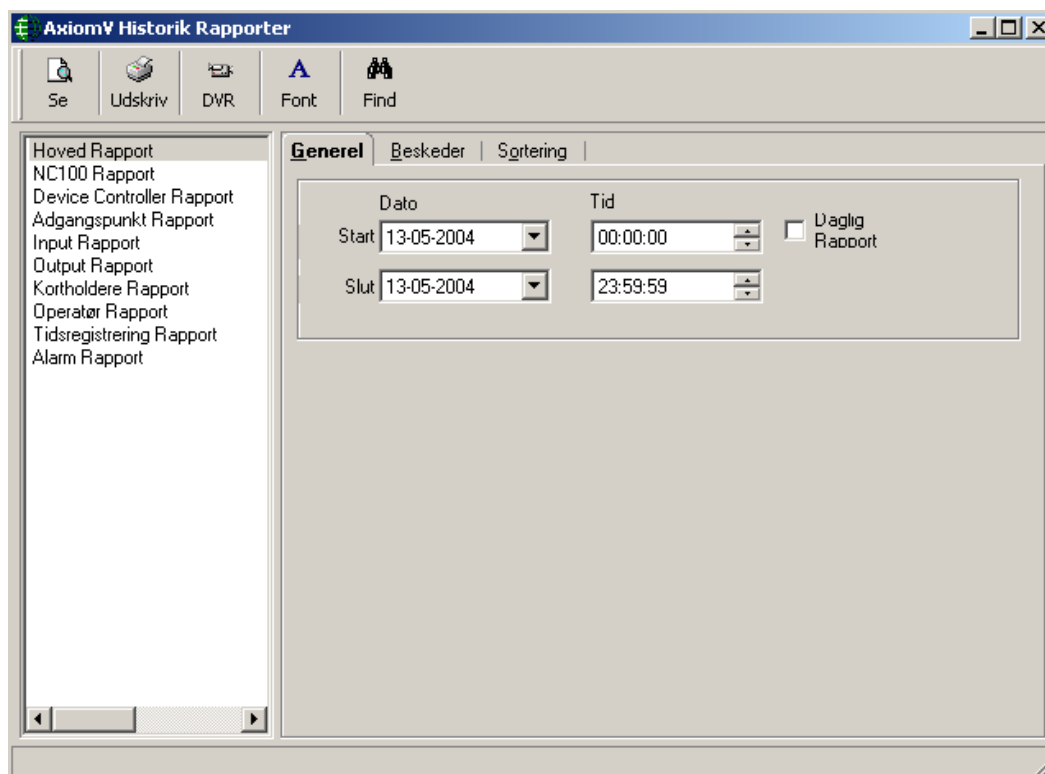 AxiomV Historik Rapporter
Se Udskriv DVR Font Find
Hoved Rapport
NC100 Rapport
Device Controller Rapport
Adgangspunkt Rapport
Input Rapport
Output Rapport
Kortholdere Rapport
Operatør Rapport
Tidsregistrering Rapport
Alarm Rapport
Generel Beskeder Sortering
Dato Tid
Start 13-05-2004 00:00:00
Daglig
Rapport
Slut 13-05-2004 23:59:59